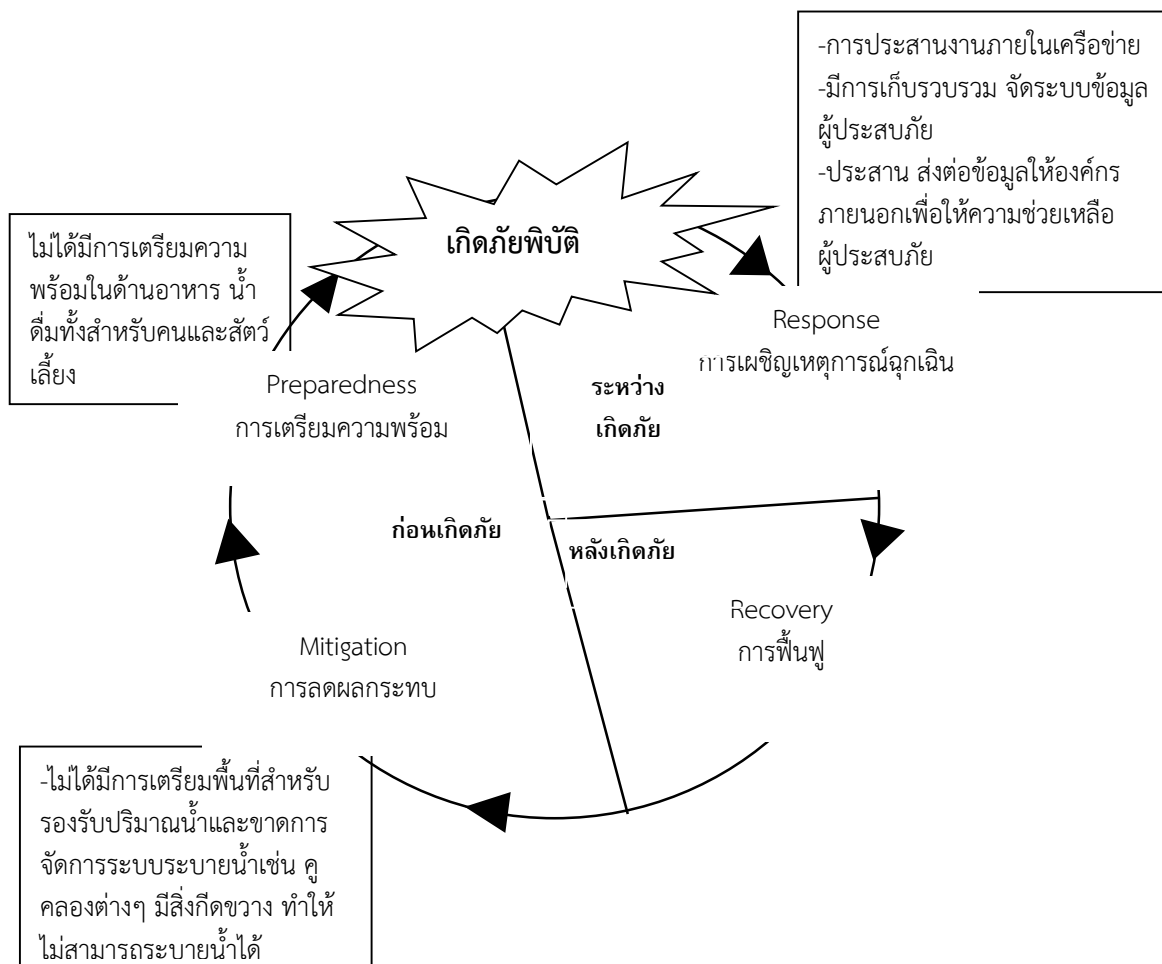 -การประสานงานภายในเครือข่าย
-มีการเก็บรวบรวม จัดระบบข้อมูล
ผู้ประสบภัย
-ประสาน ส่งต่อข้อมูลให้องค์กร
ภายนอกเพื่อให้ความช่วยเหลือ
ผู้ประสบภัย
เกิดภัยพิบัติ
ไม่ได้มีการเตรียมความ
พร้อมในด้านอาหาร น้ำ
ดื่มทั้งสำหรับคนและสัตว์
เลี้ยง
Response
การเผชิญเหตุการณ์ฉุกเฉิน
Preparedness
การเตรียมความพร้อม
ระหว่าง
เกิดภัย
ก่อนเกิดภัย
หลังเกิดภัย
Recovery
การฟื้นฟู
Mitigation
การลดผลกระทบ
-ไม่ได้มีการเตรียมพื้นที่สำหรับ
รองรับปริมาณน้ำและขาดการ
จัดการระบบระบายน้ำเช่น คู
คลองต่างๆ มีสิ่งกีดขวาง ทำให้
ไม่สามารถระบายน้ำได้